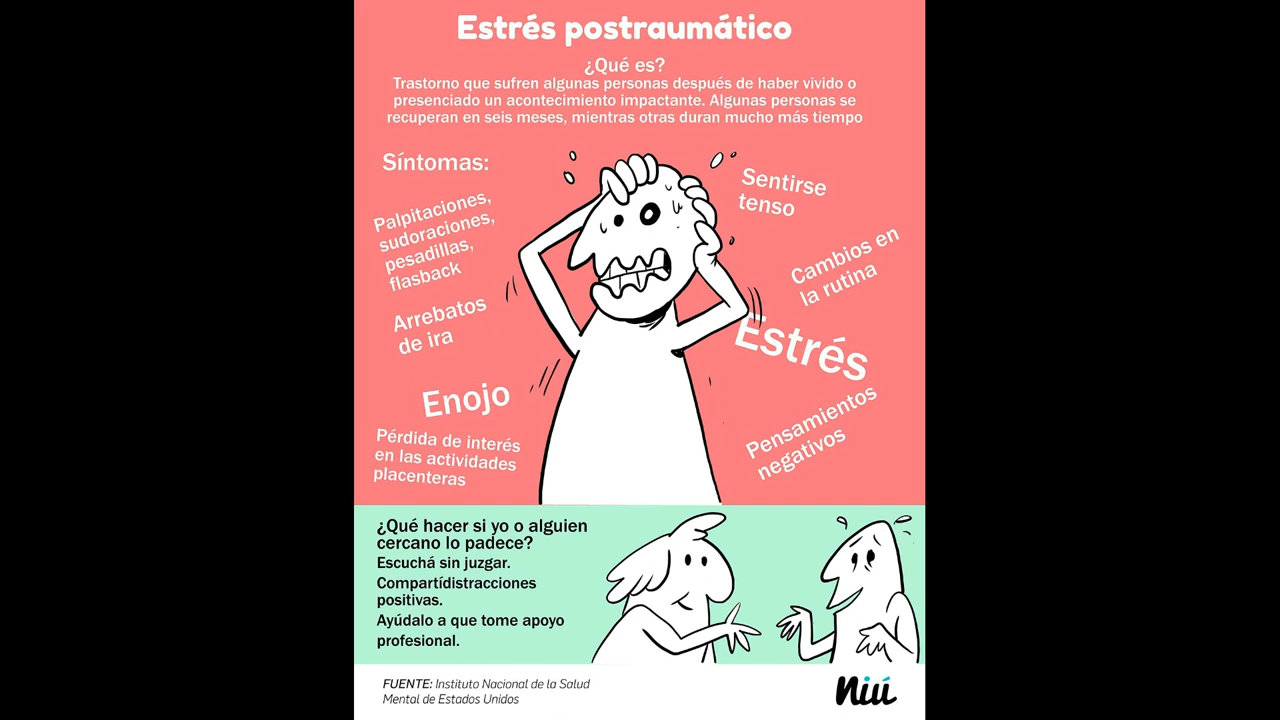 Estrés postraumático
¿Qué es?
Trastorno que sufren algunas personas después de haber vivido o
presenciado un acontecimiento impactante. Algunas personas se
recuperan en seis meses, mientras otras duran mucho más tiempo
Síntomas:
Palpitaciones,
sudoraciones,
pesadillas,
flasback
Arrebatos
de ira
Enojo
Pérdida de interés
en las actividades
placenteras
Sentirse
tenso
Cambios en
la rutina
Estrés
Pensamientos
negativos
¿Qué hacer si yo o alguien
cercano lo padece?
Escuchá sin juzgar.
Compartídistracciones
positivas.
Ayúdalo a que tome apoyo
profesional.
FUENTE: Instituto Nacional de la Salud
Mental de Estados Unidos
Niú